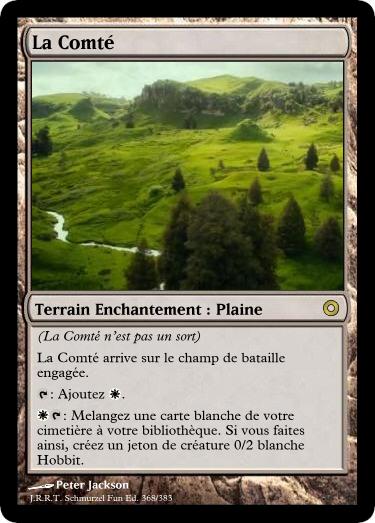 La Comté
Terrain Enchantement : Plaine
(La Comté n'est pas un sort)
La Comté arrive sur le champ de bataille
engagée.
: Ajoutez .
: Melangez une carte blanche de votre
cimetière à votre bibliothèque. Si vous faites
ainsi, créez un jeton de créature 0/2 blanche
Hobbit.
Peter Jackson
J.R.R.T. Schmurzel Fun Ed. 368/383